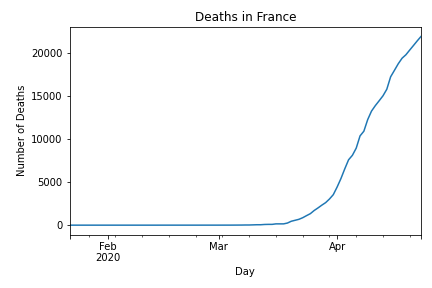 Deaths in France
Number of Deaths
20000
15000
10000
5000
0
Feb
2020
Mar
Apr
Day